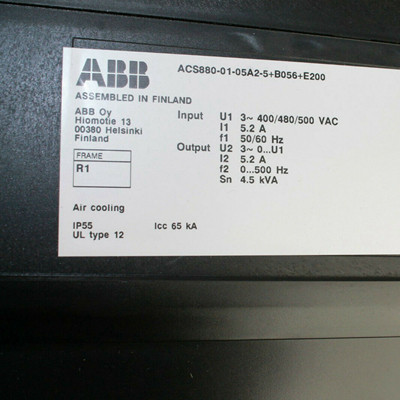 ABB
ACS880-01-05A2-5+B056+E200
ASSEMBLED IN FINLAND
ABB Oy
Hiomotie 13
00380 Helsinki
Finland
Input U1 3~ 400/480/500 VAC
I1 5.2 A
f1 50/60 Hz
Output U2 3~ 0...U1
I2 5.2 A
f2 0...500 Hz
Sn 4.5 kVA
FRAME
R1
Air cooling
IP55 Icc 65 kA
UL type 12